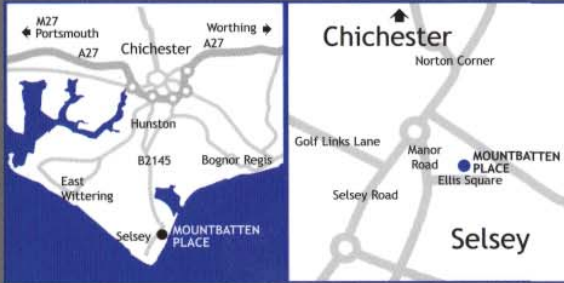 M27
Portsmouth
Worthing
A27
Chichester
A27
Hunston
B2145
Bognor Regis
East
Wittering
Selsey
MOUNTBATTEN
PLACE
Chichester
Norton Corner
Golf Links Lane
Manor
Road
MOUNTBATTEN
PLACE
Ellis Square
Selsey Road
Selsey